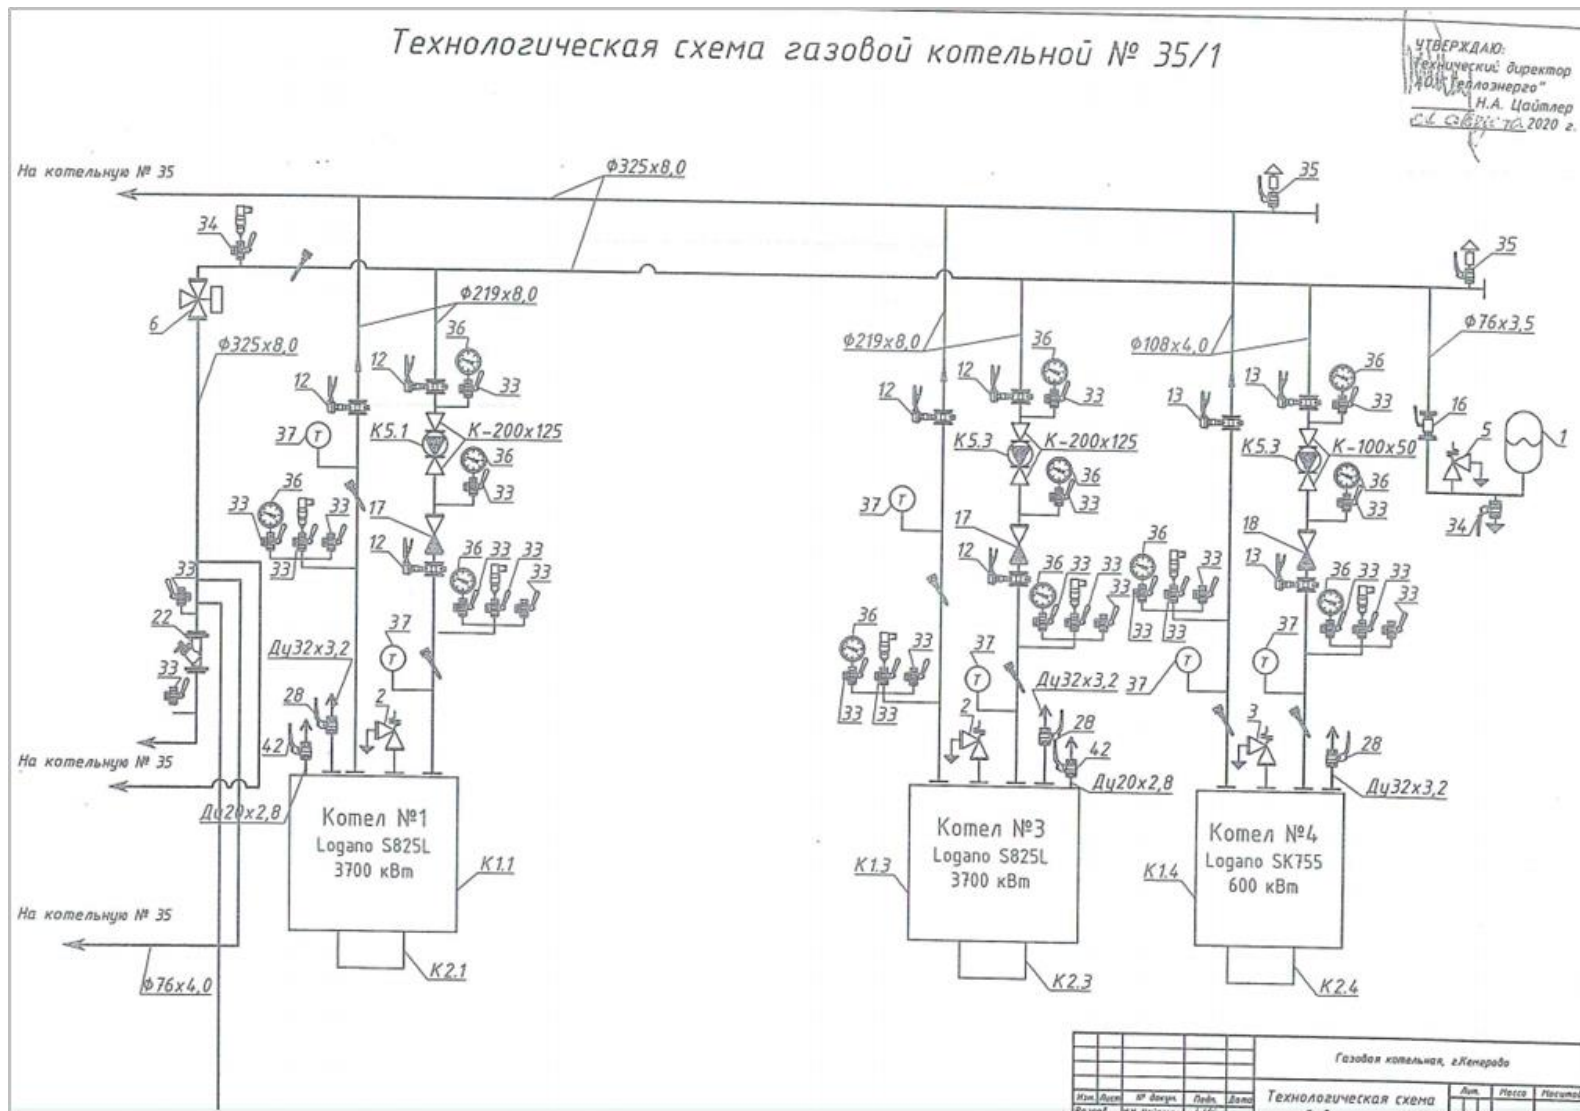 Технологическая схема газовой котельной № 35/1
УТВЕРЖДАЮ:
Технический директор
"Теплоэнерго"
Н.А. Цайтлер
2020 г.
На котельную № 35
Ф325х8,0
35
34
35
6
Ф219х8,0
Ф76х3,5
Ф325х8,0
36
Ф219х8,0
36
Ф108х4,0
36
12
12
33
12
12
33
13
13
33
16
5
1
37
К5.1
К-200х125
К5.3
К-200х125
К5.3
К-100х50
36
33
36
33
36
33
34
36
33
33
33
17
12
37
17
12
18
13
36
33
33
36
33
33
36
33
33
33
33
36
33
33
33
22
33
37
Ду32х3,2
28
2
42
36
33
33
33
37
2
Ду32х3,2
28
42
37
37
3
28
На котельную № 35
Ду20х2,8
Ду20х2,8
Ду32х3,2
Котел №1
Logano S825L
3700 кВт
К1.1
Котел №3
Logano S825L
3700 кВт
К1.3
Котел №4
Logano SK755
600 кВт
К1.4
На котельную № 35
Ф76х4,0
К2.1
К2.3
К2.4
Газовая котельная, г.Кемерово
Изм. Лист № докум. Подп. Дата
Технологическая схема
Лит. Масса